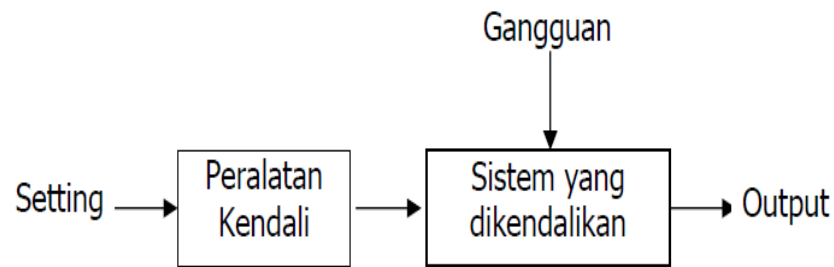 Gangguan
Setting
Peralatan
Kendali
Sistem yang
dikendalikan
Output